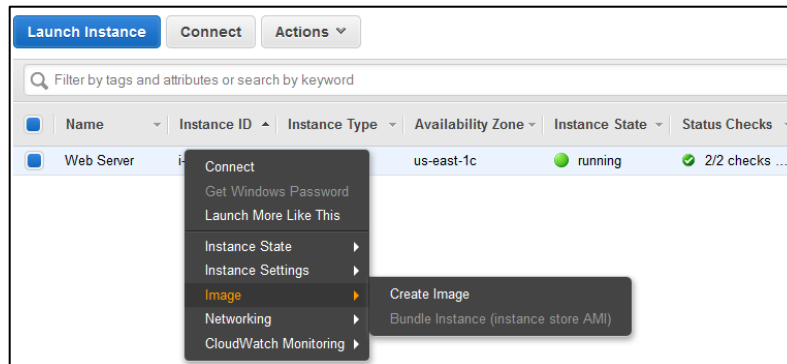 Launch Instance Connect Actions
Filter by tags and attributes or search by keyword
Name Instance ID Instance Type Availability Zone Instance State Status Checks
Web Server i- us-east-1c running 2/2 checks ...
Connect
Get Windows Password
Launch More Like This
Instance State
Instance Settings
Image Create Image
Networking Bundle Instance (instance store AMI)
CloudWatch Monitoring